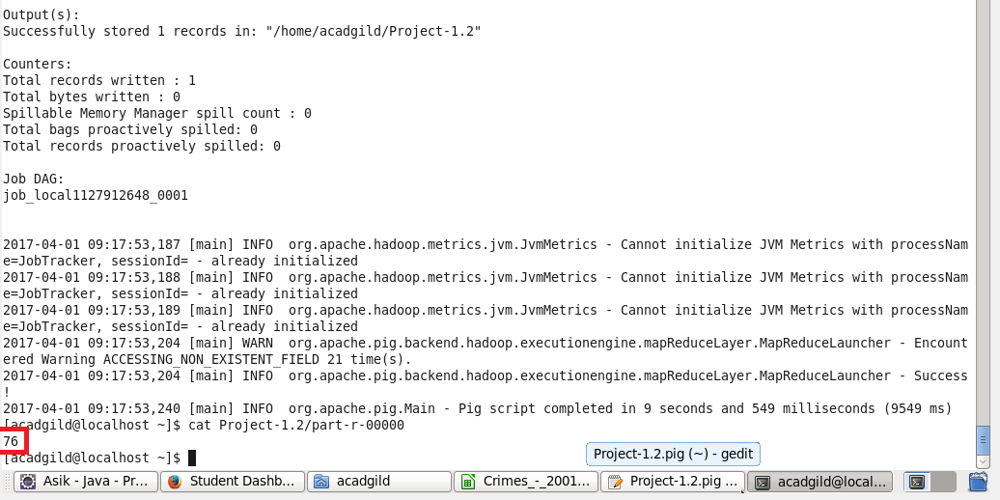 Output(s):
Successfully stored 1 records in: "/home/acadgild/Project-1.2"
Counters:
Total records written : 1
Total bytes written : 0
Spillable Memory Manager spill count : 0
Total bags proactively spilled: 0
Total records proactively spilled: 0
Job DAG:
job_local1127912648_0001
2017-04-01 09:17:53,187 [main] INFO  org.apache.hadoop.metrics.jvm.JvmMetrics - Cannot initialize JVM Metrics with processNam
e=JobTracker, sessionId= - already initialized
2017-04-01 09:17:53,188 [main] INFO  org.apache.hadoop.metrics.jvm.JvmMetrics - Cannot initialize JVM Metrics with processNam
e=JobTracker, sessionId= - already initialized
2017-04-01 09:17:53,189 [main] INFO  org.apache.hadoop.metrics.jvm.JvmMetrics - Cannot initialize JVM Metrics with processNam
e=JobTracker, sessionId= - already initialized
2017-04-01 09:17:53,204 [main] WARN  org.apache.pig.backend.hadoop.executionengine.mapReduceLayer.MapReduceLauncher - Encount
ered Warning ACCESSING_NON_EXISTENT_FIELD 21 time(s).
2017-04-01 09:17:53,204 [main] INFO  org.apache.pig.backend.hadoop.executionengine.mapReduceLayer.MapReduceLauncher - Success
!
2017-04-01 09:17:53,240 [main] INFO  org.apache.pig.Main - Pig script completed in 9 seconds and 549 milliseconds (9549 ms)
[acadgild@localhost ~]$ cat Project-1.2/part-r-00000
76
[acadgild@localhost ~]$
Project-1.2.pig (~) - gedit
Asik - Java - Pr...
Student Dashb...
acadgild
Crimes_-_2001...
Project-1.2.pig ...
acadgild@local...